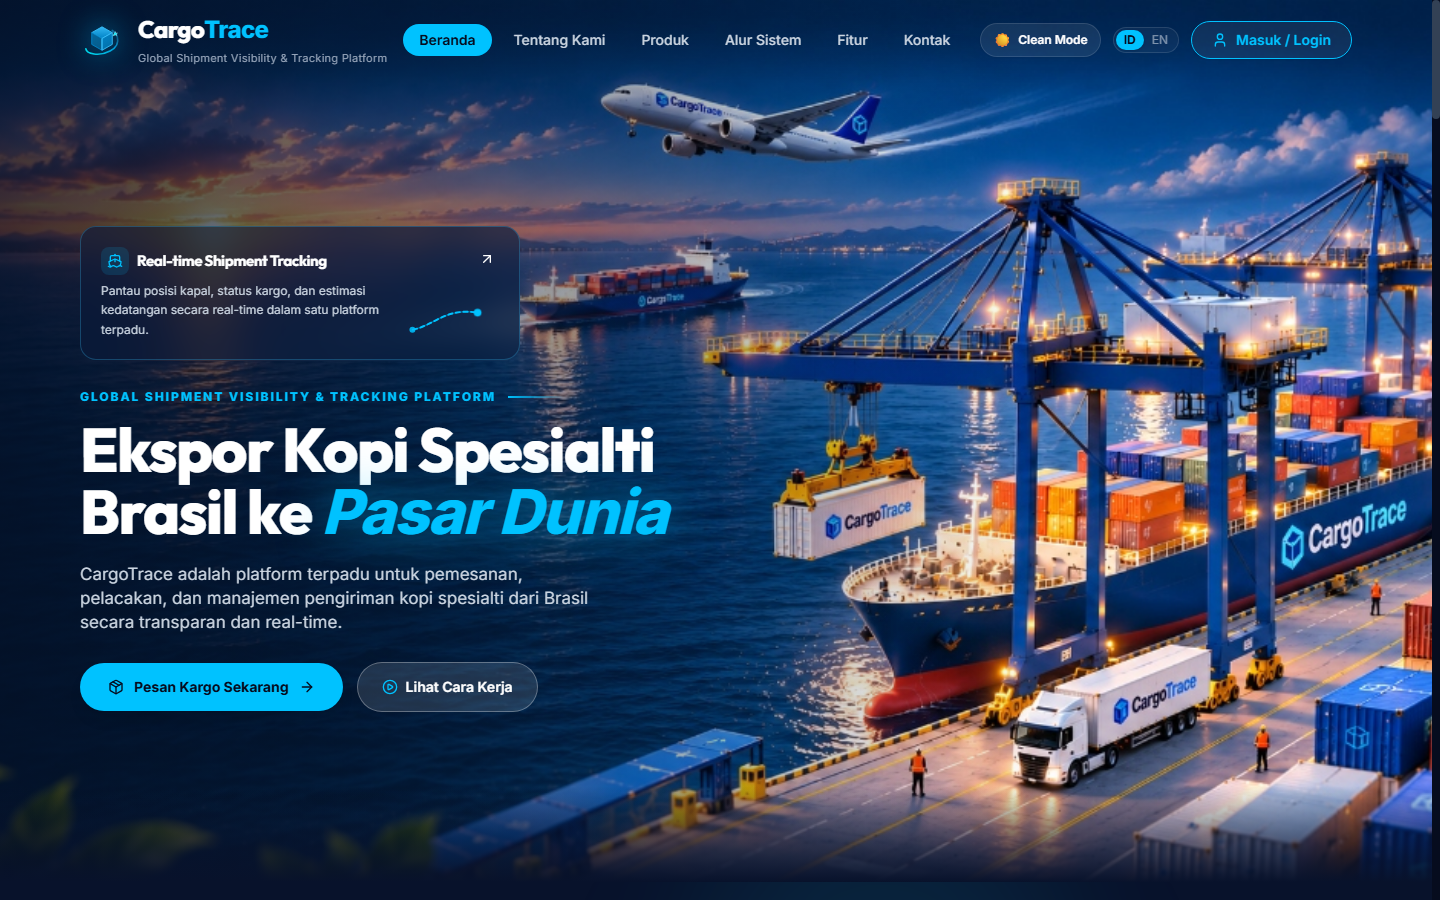 CargoTrace
Global Shipment Visibility & Tracking Platform
Beranda
Tentang Kami
Produk
Alur Sistem
Fitur
Kontak
Clean Mode
ID
EN
Masuk / Login
CargoTrace
Real-time Shipment Tracking
Pantau posisi kapal, status kargo, dan estimasi
kedatangan secara real-time dalam satu platform
terpadu.
CargoTrace
GLOBAL SHIPMENT VISIBILITY & TRACKING PLATFORM
Ekspor Kopi Spesialti
Brasil ke Pasar Dunia
CargoTrace
CargoTrace
CargoTrace adalah platform terpadu untuk pemesanan,
pelacakan, dan manajemen pengiriman kopi spesialti dari Brasil
secara transparan dan real-time.
Pesan Kargo Sekarang
Lihat Cara Kerja
CargoTrace